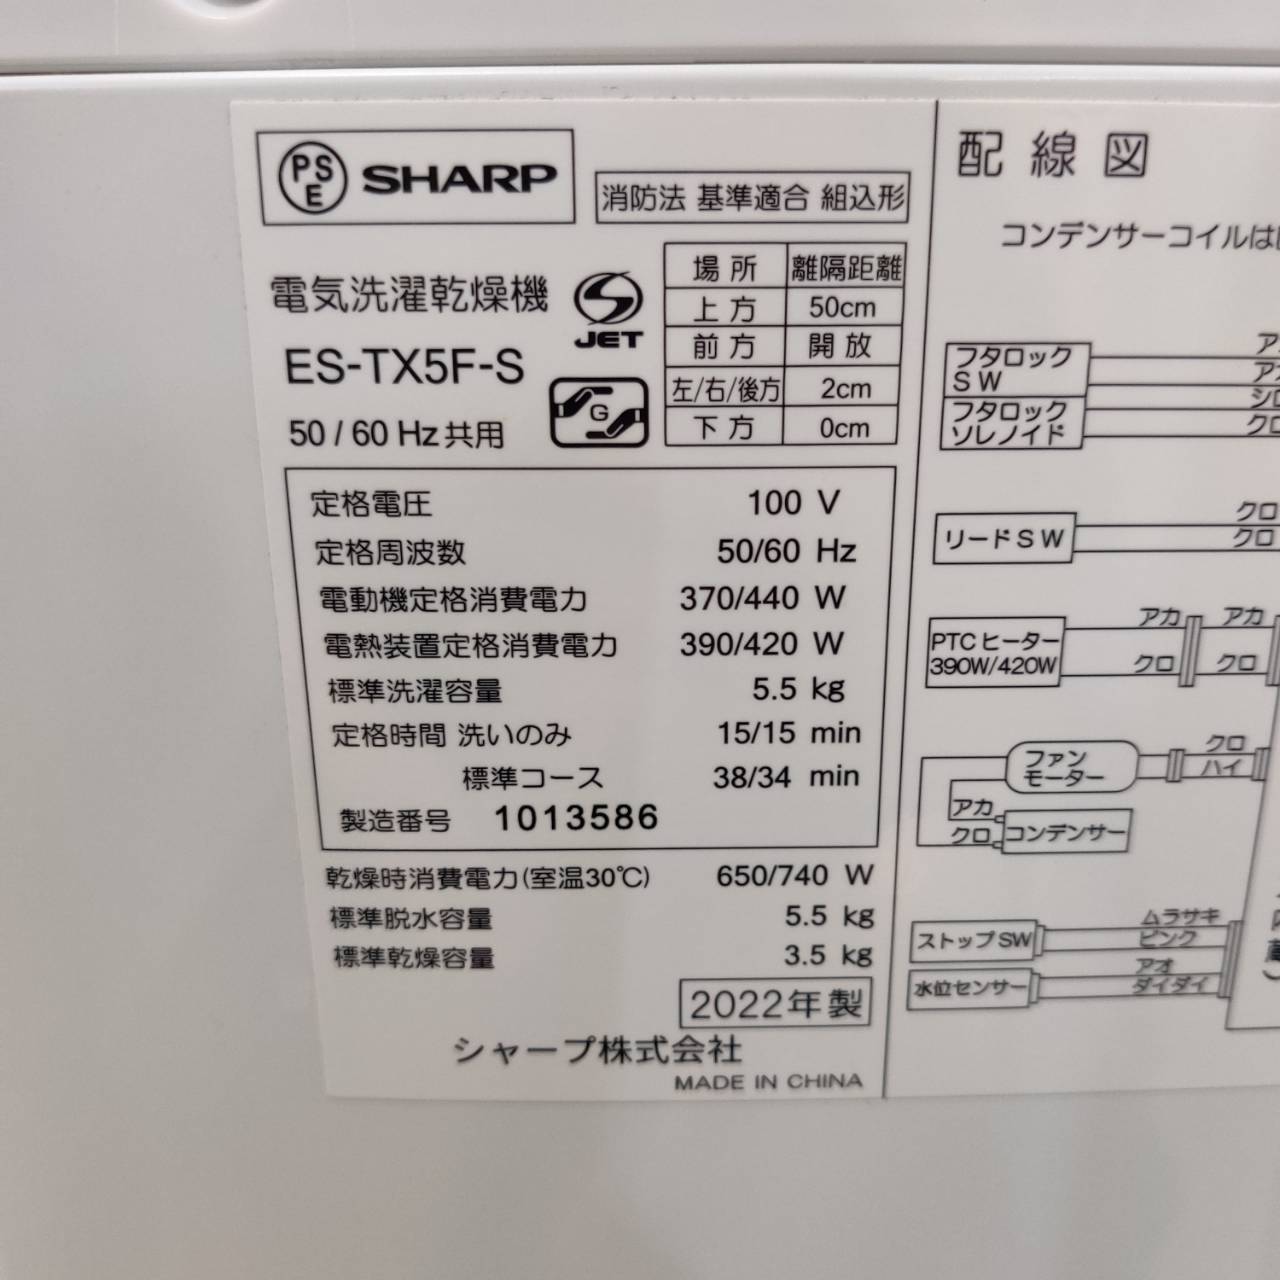 PSE SHARP
消防法 基準適合 組込形
電気洗濯乾燥機
JET
ES-TX5F-S
G
50 / 60 Hz 共用
場所 離隔距離
上方 50cm
前方 開放
左/右/後方 2cm
下方 0cm
定格電圧 100 V
定格周波数 50/60 Hz
電動機定格消費電力 370/440 W
電熱装置定格消費電力 390/420 W
標準洗濯容量 5.5 kg
定格時間 洗いのみ 15/15 min
標準コース 38/34 min
製造番号 1013586
乾燥時消費電力(室温30℃) 650/740 W
標準脱水容量 5.5 kg
標準乾燥容量 3.5 kg
2022年製
シャープ株式会社
MADE IN CHINA
配線図
コンデンサーコイルは
フタロック
SW
フタロック
ソレノイド
シロ
クロ
リードSW
クロ
クロ
PTCヒーター
390W/420W
アカ アカ
クロ クロ
ファン
モーター
クロ
ハイ
アカ
クロ
コンデンサー
ストップSW
ムラサキ
ピンク
水位センサー
アオ
ダイダイ